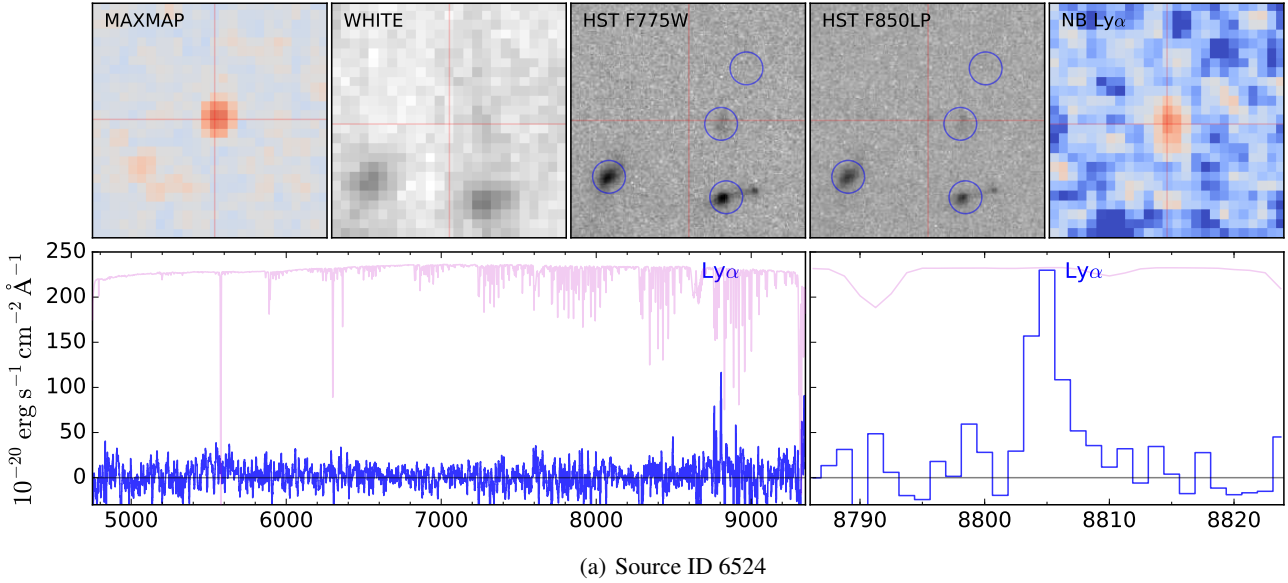 MAXMAP
WHITE
HST F775W
HST F850LP
NB Lyα
250
200
150
100
50
0
10⁻²⁰ erg s⁻¹ cm⁻² Å⁻¹
Lyα
Lyα
5000 6000 7000 8000 9000
8790 8800 8810 8820
(a) Source ID 6524